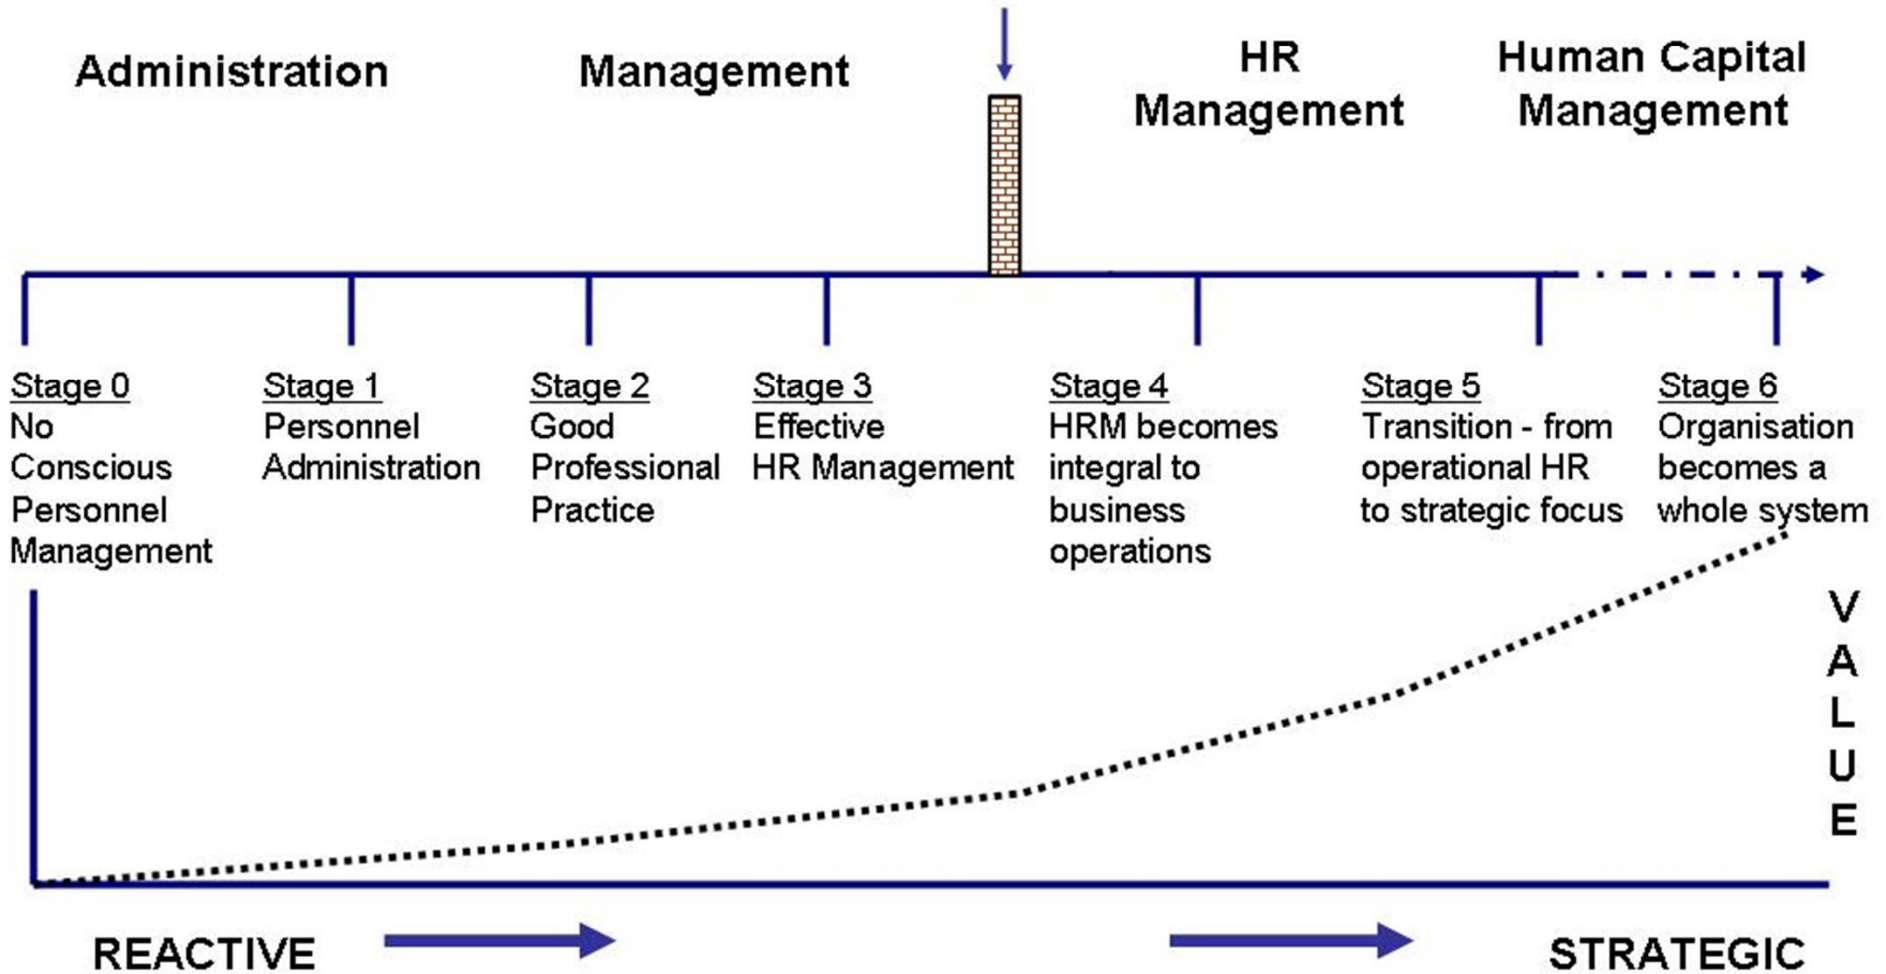 Administration
Management
HR
Management
Human Capital
Management
Stage 0
No
Conscious
Personnel
Management
Stage 1
Personnel
Administration
Stage 2
Good
Professional
Practice
Stage 3
Effective
HR Management
Stage 4
HRM becomes
integral to
business
operations
Stage 5
Transition - from
operational HR
to strategic focus
Stage 6
Organisation
becomes a
whole system
V
A
L
U
E
REACTIVE
STRATEGIC